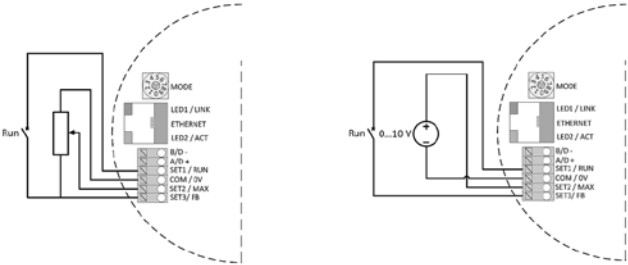 MODE
LED1 / LINK
ETHERNET
LED2 / ACT
B/D -
A/D +
SET1 / RUN
COM / 0V
SET2 / MAX
SET3/ FB
Run
MODE
LED1 / LINK
ETHERNET
LED2 / ACT
B/D -
A/D +
SET1 / RUN
COM / 0V
SET2 / MAX
SET3/ FB
Run
0...10 V
+
−